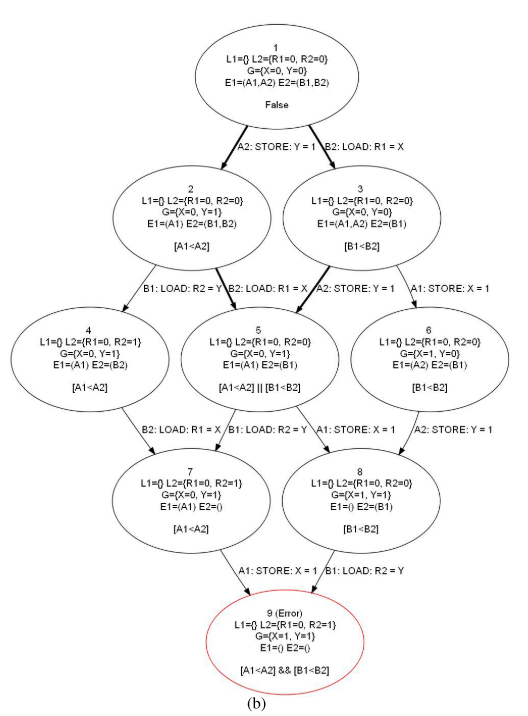 1
L1={} L2={R1=0, R2=0}
G={X=0, Y=0}
E1=(A1,A2) E2=(B1,B2)
False
A2: STORE: Y = 1
B2: LOAD: R1 = X
2
L1={} L2={R1=0, R2=0}
G={X=0, Y=1}
E1=(A1) E2=(B1,B2)
[A1<A2]
3
L1={} L2={R1=0, R2=0}
G={X=0, Y=0}
E1=(A1,A2) E2=(B1)
[B1<B2]
B1: LOAD: R2 = Y
B2: LOAD: R1 = X
A2: STORE: Y = 1
A1: STORE: X = 1
4
L1={} L2={R1=0, R2=1}
G={X=0, Y=1}
E1=(A1) E2=(B2)
[A1<A2]
5
L1={} L2={R1=0, R2=0}
G={X=0, Y=1}
E1=(A1) E2=(B1)
[A1<A2] || [B1<B2]
6
L1={} L2={R1=0, R2=0}
G={X=1, Y=0}
E1=(A2) E2=(B1)
[B1<B2]
B2: LOAD: R1 = X
B1: LOAD: R2 = Y
A1: STORE: X = 1
A2: STORE: Y = 1
7
L1={} L2={R1=0, R2=1}
G={X=0, Y=1}
E1=(A1) E2=()
[A1<A2]
8
L1={} L2={R1=0, R2=0}
G={X=1, Y=1}
E1=() E2=(B1)
[B1<B2]
A1: STORE: X = 1
B1: LOAD: R2 = Y
9 (Error)
L1={} L2={R1=0, R2=1}
G={X=1, Y=1}
E1=() E2=()
[A1<A2] && [B1<B2]
(b)